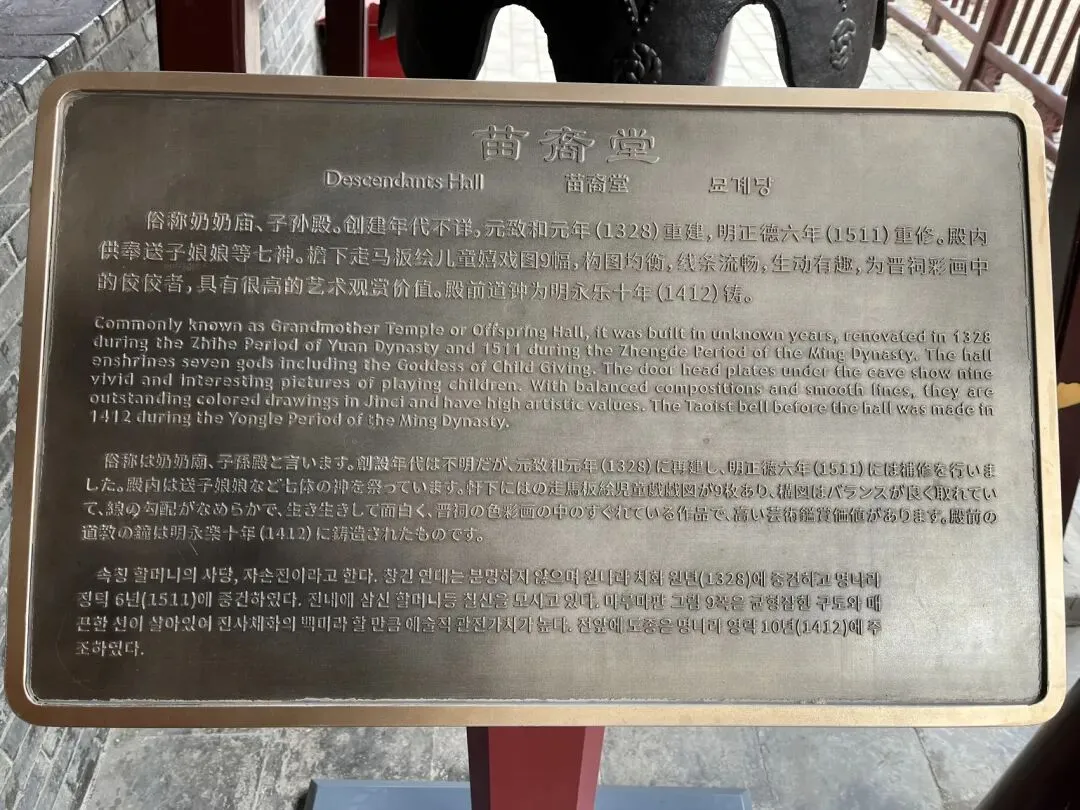 苗裔堂
Descendants Hall 苗裔堂 묘예당
俗称奶奶庙、子孙殿。创建年代不详,元致和元年(1328)重建,明正德六年(1511)重修。殿内
供奉送子娘娘等七神。檐下走马板绘儿童嬉戏图9幅,构图均衡,线条流畅,生动有趣,为晋祠彩画中
的佼佼者,具有很高的艺术观赏价值。殿前道钟为明永乐十年(1412)铸。
Commonly known as Grandmother Temple or Offspring Hall, it was built in unknown years, renovated in 1328
during the Zhihe Period of Yuan Dynasty and 1511 during the Zhengde Period of the Ming Dynasty. The hall
enshrines seven gods including the Goddess of Child Giving. The door head plates under the eave show nine
vivid and interesting pictures of playing children. With balanced compositions and smooth lines, they are
outstanding colored drawings in Jinci and have high artistic values. The Taoist bell before the hall was made in
1412 during the Yongle Period of the Ming Dynasty.
俗称は奶奶廟、子孫殿と言います。創設年代は不明だが、元致和元年(1328)に再建し、明正德六年(1511)には補修を行いま
した。殿内は送子娘娘など七体の神を祭っています。軒下にはの走馬板絵児童戯戯図が9枚あり、構図はバランスが良く取れてい
て、線の勾配がなめらかで、生き生きして面白く、晋祠の色彩画の中のすぐれている作品で、高い芸術鑑賞価値があります。殿前の
道教の鐘は明永楽十年(1412)に鋳造されたものです。
속칭 할머니의 사당, 자손전이라고 한다. 창건 연대는 분명하지 않으며 원나라 치화 원년(1328)에 중건하고 명나라
정덕 6년(1511)에 중건하였다. 전내에 삼신 할머니등 칠신을 모시고 있다. 마루마판 그림 9폭은 균형잡힌 구도와 매
끈한 선이 살아있어 진사채화의 백미라 할 만큼 예술적 관전가치가 높다. 전앞에 도종은 명나라 영락 10년(1412)에 주
조하였다.